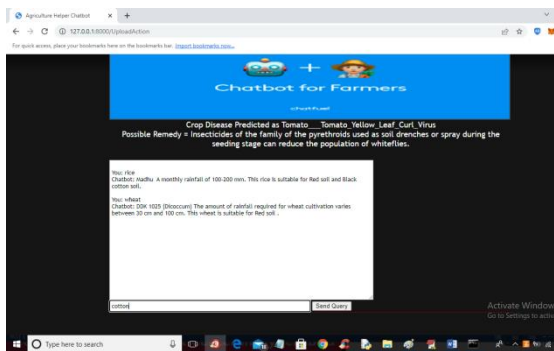 Agriculture Helper Chatbot
127.0.0.1:8000/UploadAction
For quick access, place your bookmarks here on the bookmarks bar. Import bookmarks now...
Chatbot for Farmers
chatfuel
Crop Disease Predicted as Tomato___Tomato_Yellow_Leaf_Curl_Virus
Possible Remedy = Insecticides of the family of the pyrethroids used as soil drenches or spray during the
seeding stage can reduce the population of whiteflies.
You: rice
Chatbot: Madhu A monthly rainfall of 100-200 mm. This rice is suitable for Red soil and Black
cotton soil.
You: wheat
Chatbot: DDK 1025 (Dicoccum) The amount of rainfall required for wheat cultivation varies
between 30 cm and 100 cm. This wheat is suitable for Red soil .
cotton
Send Query
Activate Window
Go to Settings to activ
Type here to search